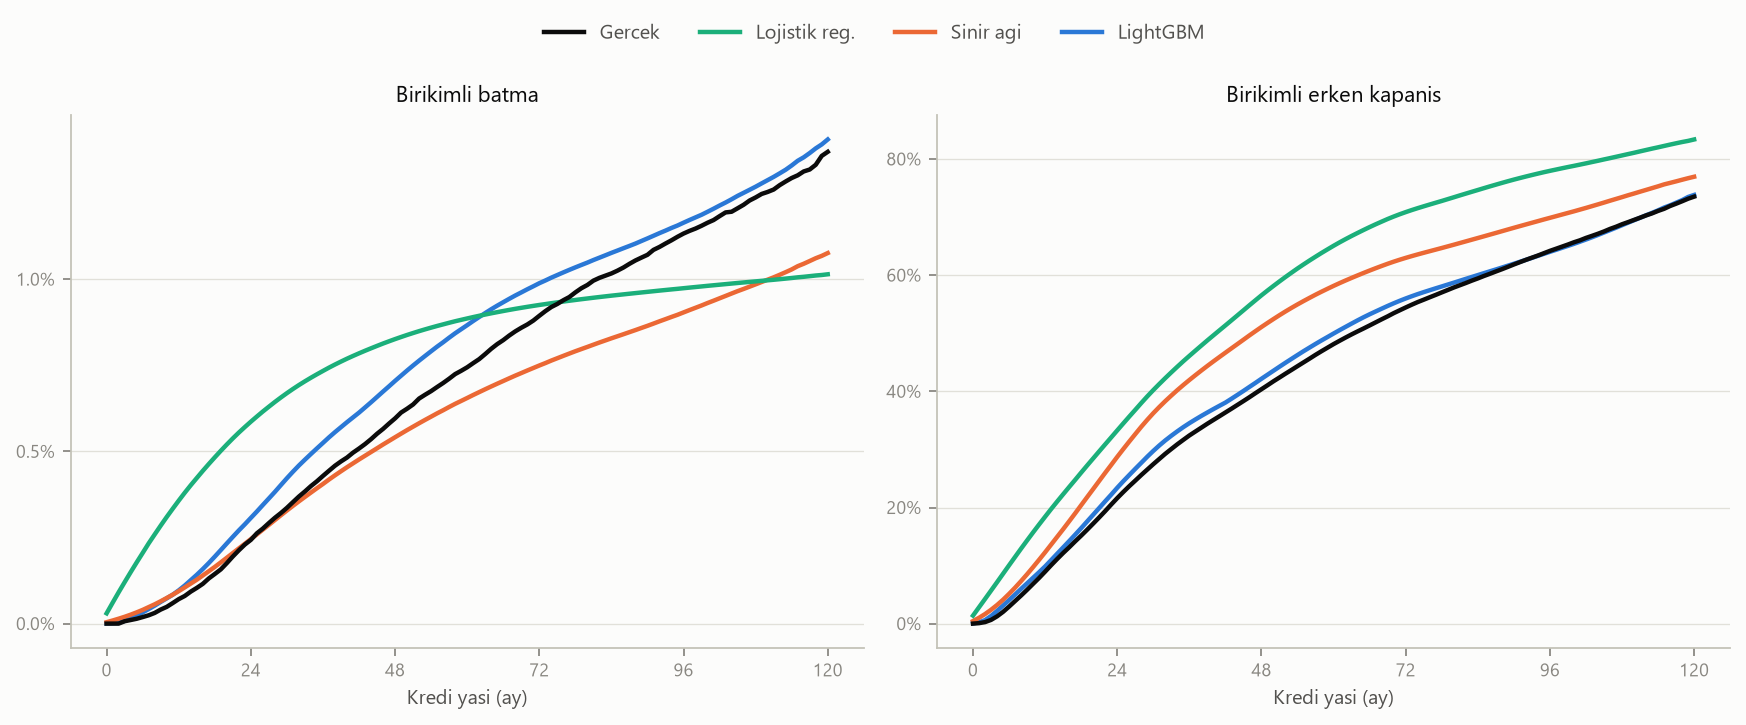 Gercek Lojistik reg. Sinir agi LightGBM
Birikimli batma
1.0%
0.5%
0.0%
0 24 48 72 96 120
Kredi yasi (ay)
Birikimli erken kapanis
80%
60%
40%
20%
0%
0 24 48 72 96 120
Kredi yasi (ay)